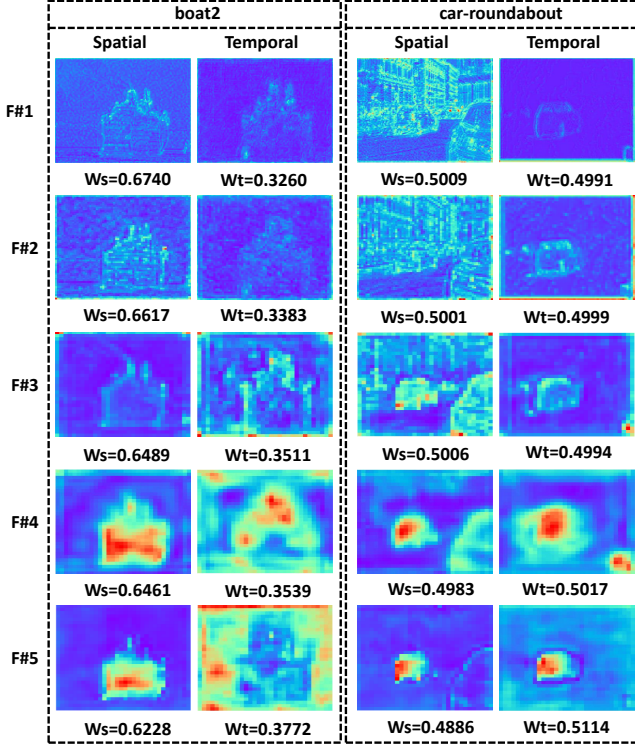 boat2 car-roundabout
Spatial Temporal Spatial Temporal
F#1
Ws=0.6740 Wt=0.3260 Ws=0.5009 Wt=0.4991
F#2
Ws=0.6617 Wt=0.3383 Ws=0.5001 Wt=0.4999
F#3
Ws=0.6489 Wt=0.3511 Ws=0.5006 Wt=0.4994
F#4
Ws=0.6461 Wt=0.3539 Ws=0.4983 Wt=0.5017
F#5
Ws=0.6228 Wt=0.3772 Ws=0.4886 Wt=0.5114